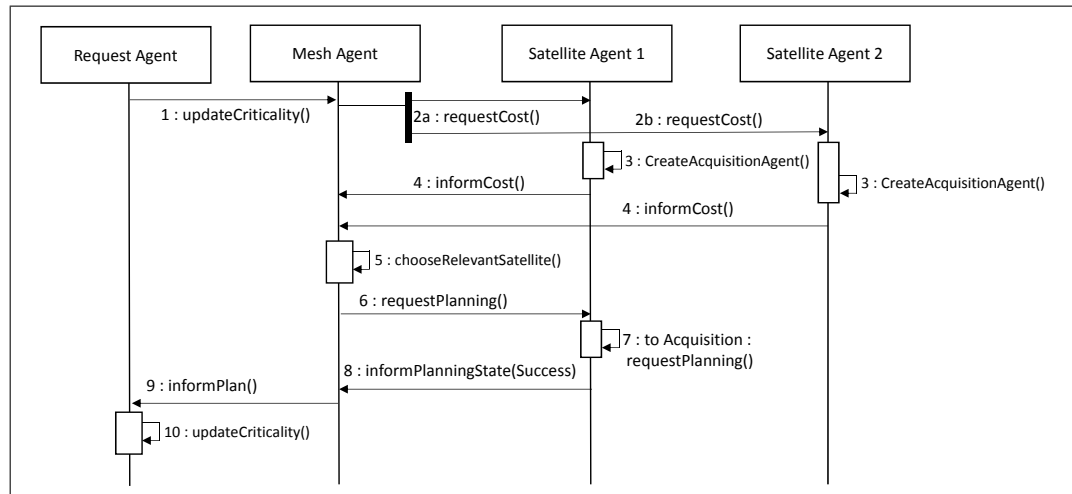 Request Agent
Mesh Agent
Satellite Agent 1
Satellite Agent 2
1 : updateCriticality()
2a : requestCost()
2b : requestCost()
3 : CreateAcquisitionAgent()
3 : CreateAcquisitionAgent()
4 : informCost()
4 : informCost()
5 : chooseRelevantSatellite()
6 : requestPlanning()
7 : to Acquisition :
requestPlanning()
8 : informPlanningState(Success)
9 : informPlan()
10 : updateCriticality()